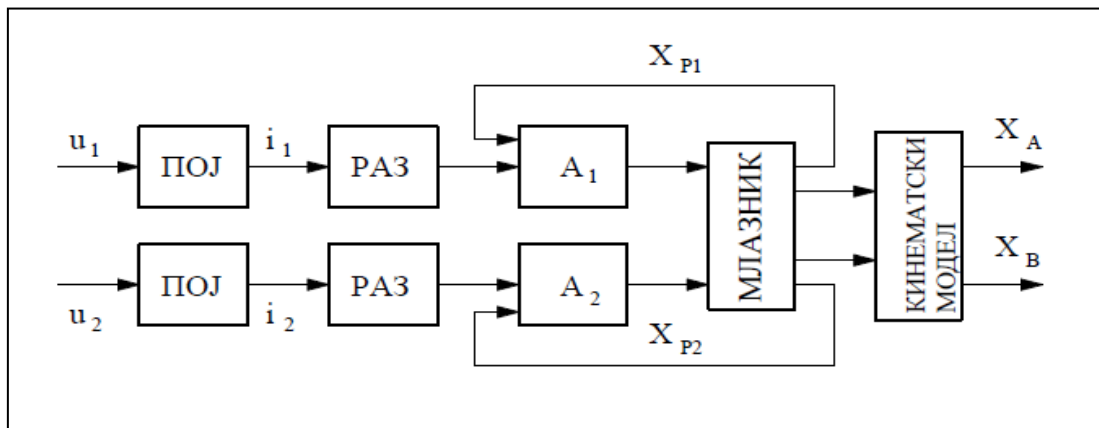 X P1
u 1
ПОЈ
i 1
РАЗ
A 1
МЛАЗНИК
КИНЕМАТСКИ
МОДЕЛ
X A
u 2
ПОЈ
i 2
РАЗ
A 2
X B
X P2